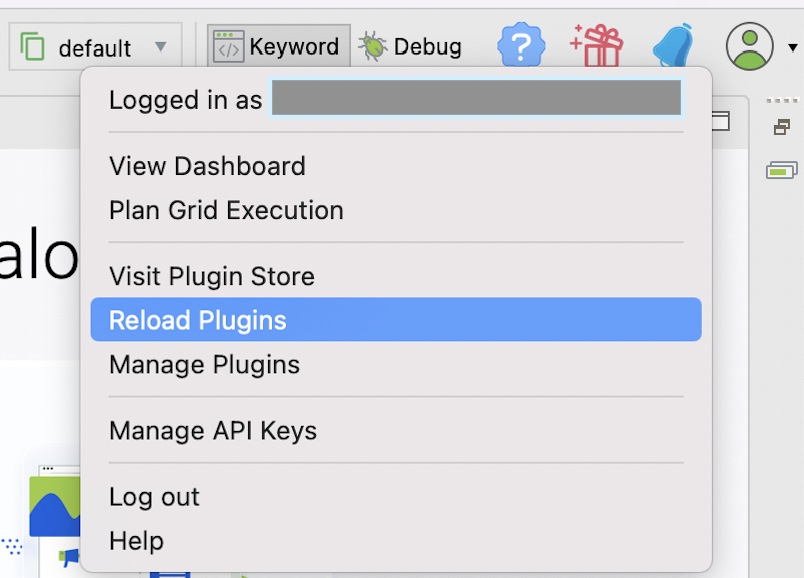 default
Keyword
Debug
Logged in as
View Dashboard
Plan Grid Execution
alo
Visit Plugin Store
Reload Plugins
Manage Plugins
Manage API Keys
Log out
Help